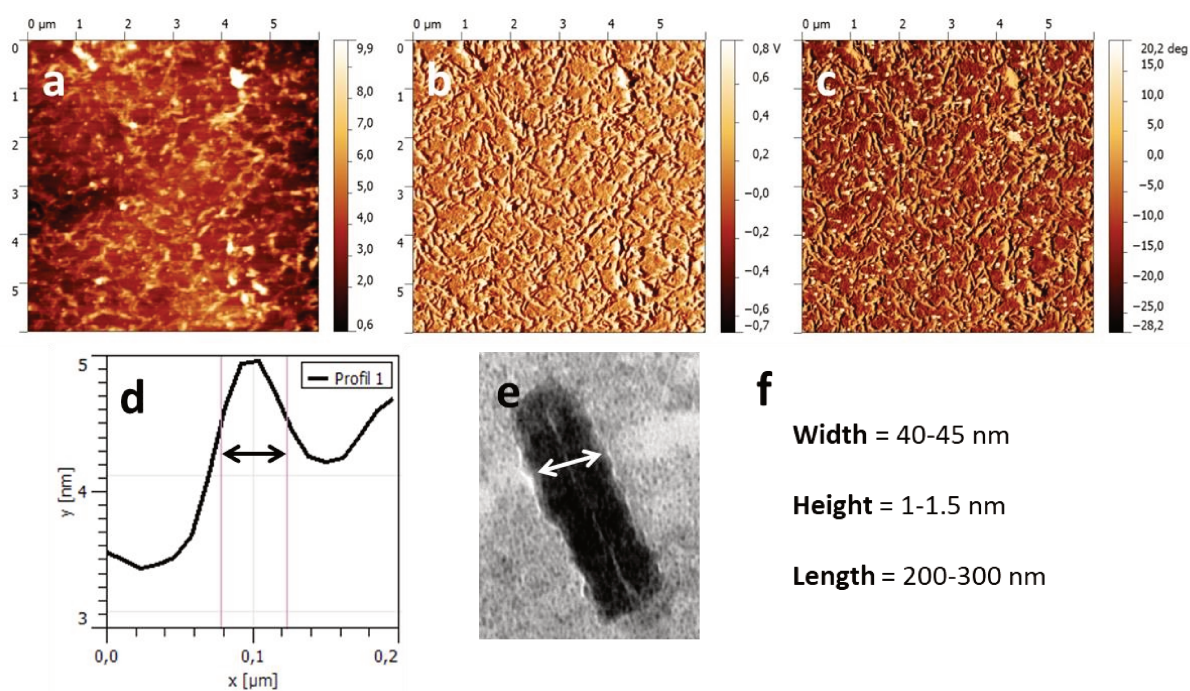 0 µm 1 2 3 4 5
0
1
2
3
4
5
a
9,9
8,0
7,0
6,0
5,0
4,0
3,0
2,0
0,6
0 µm 1 2 3 4 5
0
1
2
3
4
5
b
0,8 V
0,6
0,4
0,2
−0,0
−0,2
−0,4
−0,6
−0,7
0 µm 1 2 3 4 5
0
1
2
3
4
5
c
20,2 deg
15,0
10,0
5,0
0,0
−5,0
−10,0
−15,0
−20,0
−25,0
−28,2
d
Profil 1
5
4
3
y [nm]
0,0 0,1 0,2
x [µm]
e
f
Width = 40-45 nm
Height = 1-1.5 nm
Length = 200-300 nm